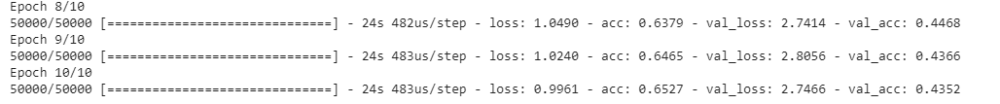 Epoch 8/10
50000/50000 [==============================] - 24s 482us/step - loss: 1.0490 - acc: 0.6379 - val_loss: 2.7414 - val_acc: 0.4468
Epoch 9/10
50000/50000 [==============================] - 24s 483us/step - loss: 1.0240 - acc: 0.6465 - val_loss: 2.8056 - val_acc: 0.4366
Epoch 10/10
50000/50000 [==============================] - 24s 483us/step - loss: 0.9961 - acc: 0.6527 - val_loss: 2.7466 - val_acc: 0.4352